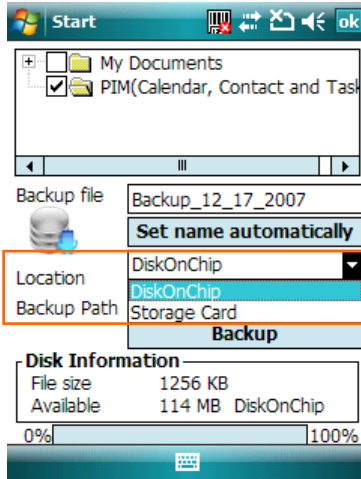 Start
ok
My Documents
PIM(Calendar, Contact and Task
Backup file
Backup_12_17_2007
Set name automatically
Location
DiskOnChip
DiskOnChip
Backup Path
Storage Card
Backup
Disk Information
File size 1256 KB
Available 114 MB DiskOnChip
0% 100%